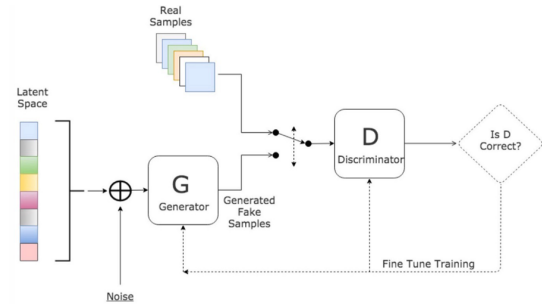 Real
Samples
Latent
Space
D
Discriminator
Is D
Correct?
G
Generator
Generated
Fake
Samples
Fine Tune Training
Noise